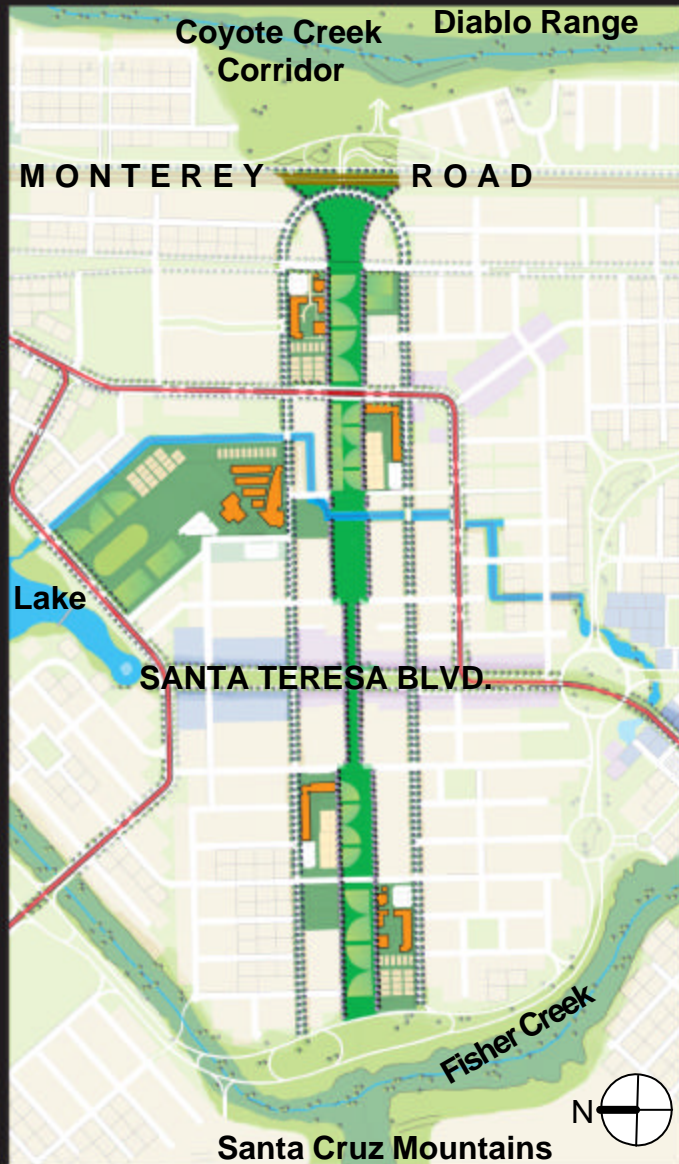 Diablo Range
Coyote Creek
Corridor
MONTEREY ROAD
Lake
SANTA TERESA BLVD.
Fisher Creek
N
Santa Cruz Mountains